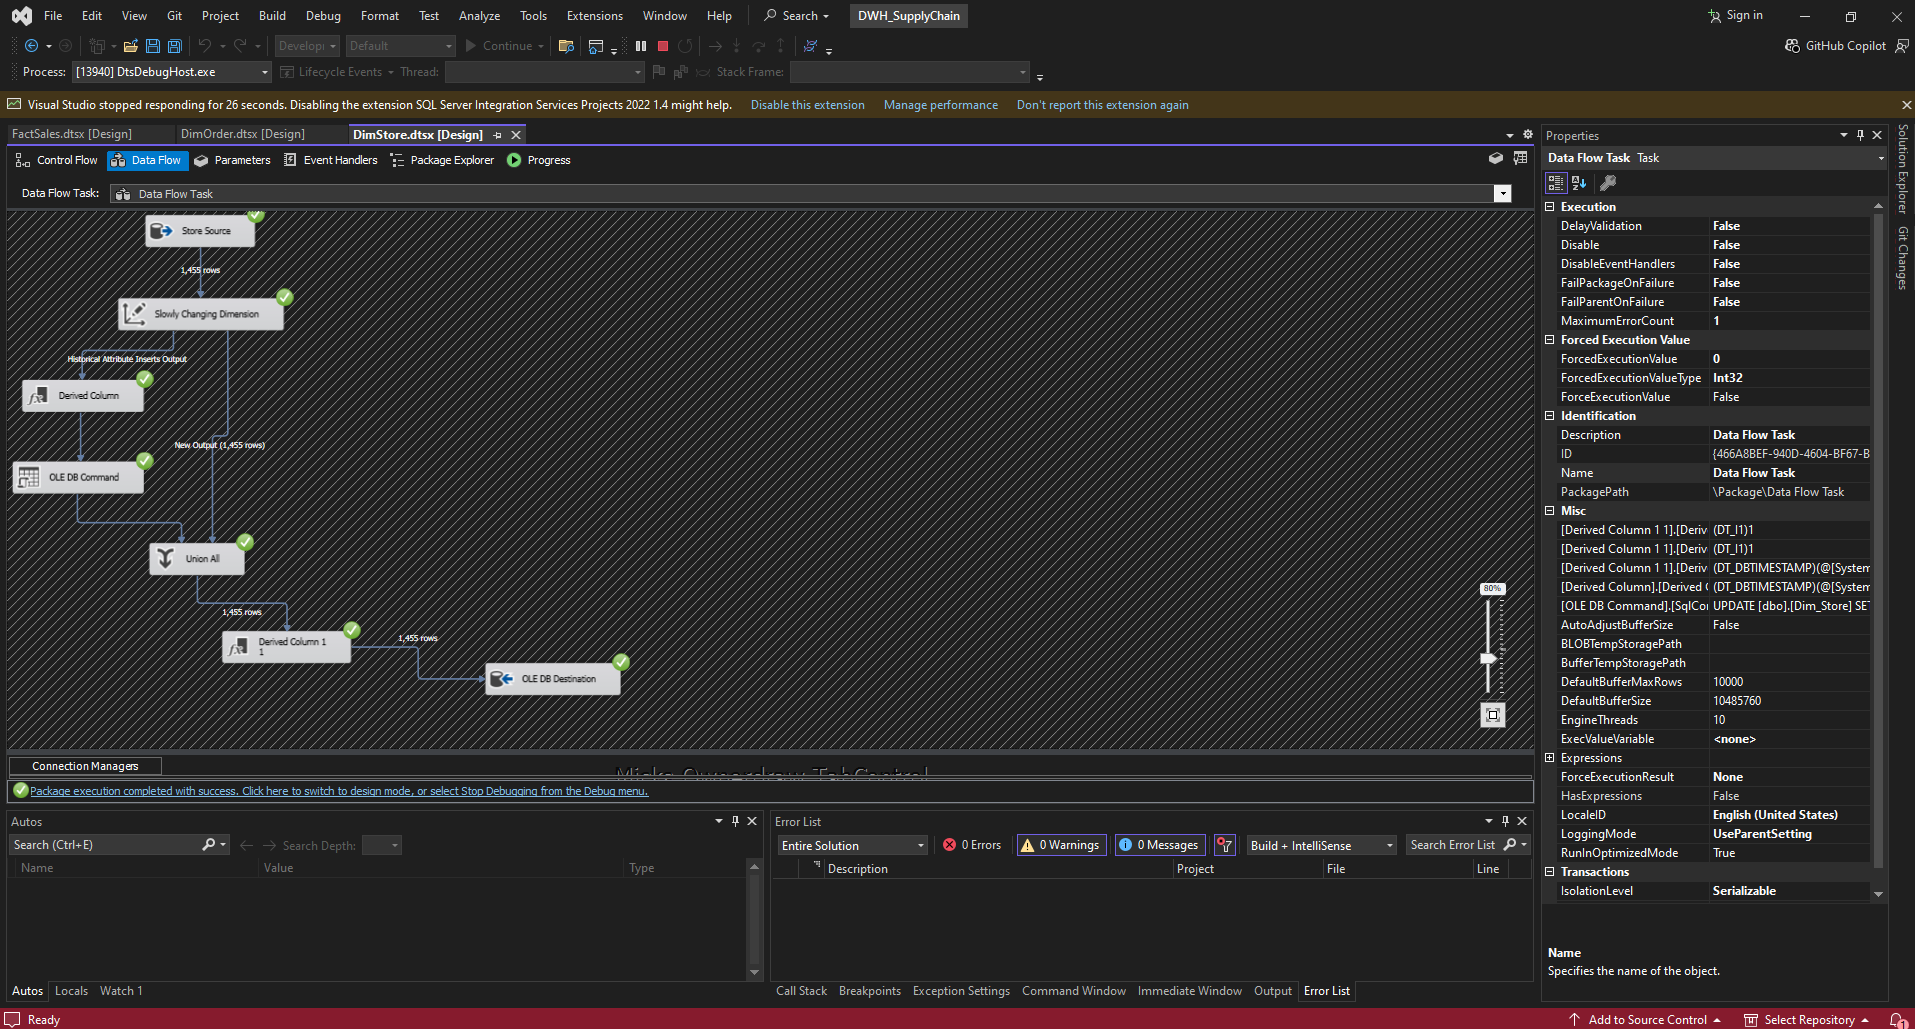 File Edit View Git Project Build Debug Format Test Analyze Tools Extensions Window Help Search DWH_SupplyChain Sign in
Develop Default Continue GitHub Copilot
Process: [13940] DtsDebugHost.exe Lifecycle Events Thread: Stack Frame:
Visual Studio stopped responding for 26 seconds. Disabling the extension SQL Server Integration Services Projects 2022 1.4 might help. Disable this extension Manage performance Don't report this extension again
FactSales.dtsx [Design] DimOrder.dtsx [Design] DimStore.dtsx [Design]
Control Flow Data Flow Parameters Event Handlers Package Explorer Progress
Data Flow Task: Data Flow Task
Store Source
1,455 rows
Slowly Changing Dimension
Historical Attribute Inserts Output
Derived Column
New Output (1,455 rows)
OLE DB Command
Union All
1,455 rows
Derived Column 1
1
1,455 rows
OLE DB Destination
80%
Connection Managers
Package execution completed with success. Click here to switch to design mode, or select Stop Debugging from the Debug menu.
Properties
Data Flow Task Task
Execution
DelayValidation False
Disable False
DisableEventHandlers False
FailPackageOnFailure False
FailParentOnFailure False
MaximumErrorCount 1
Forced Execution Value
ForcedExecutionValue 0
ForcedExecutionValueType Int32
ForceExecutionValue False
Identification
Description Data Flow Task
ID {466A8BEF-940D-4604-BF67-B
Name Data Flow Task
PackagePath \Package\Data Flow Task
Misc
[Derived Column 1 1].[Deriv (DT_I1)1
[Derived Column 1 1].[Deriv (DT_I1)1
[Derived Column 1 1].[Deriv (DT_DBTIMESTAMP)(@[System
[Derived Column].[Derived C (DT_DBTIMESTAMP)(@[System
[OLE DB Command].[SqlCor UPDATE [dbo].[Dim_Store] SET
AutoAdjustBufferSize False
BLOBTempStoragePath
BufferTempStoragePath
DefaultBufferMaxRows 10000
DefaultBufferSize 10485760
EngineThreads 10
ExecValueVariable <none>
Expressions
ForceExecutionResult None
HasExpressions False
LocaleID English (United States)
LoggingMode UseParentSetting
RunInOptimizedMode True
Transactions
IsolationLevel Serializable
Name
Specifies the name of the object.
Solution Explorer
Git Changes
Autos
Search (Ctrl+E) Search Depth:
Name Value Type
Autos Locals Watch 1
Error List
Entire Solution 0 Errors 0 Warnings 0 Messages Build + IntelliSense Search Error List
Description Project File Line
Call Stack Breakpoints Exception Settings Command Window Immediate Window Output Error List
Ready Add to Source Control Select Repository 1